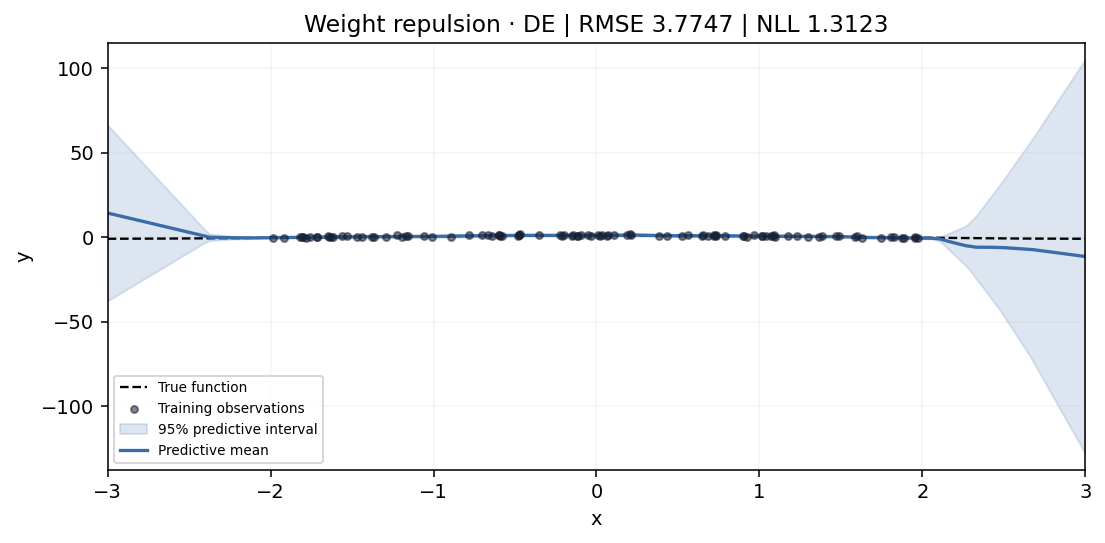 Weight repulsion · DE | RMSE 3.7747 | NLL 1.3123
100
50
0
−50
−100
y
True function
Training observations
95% predictive interval
Predictive mean
−3 −2 −1 0 1 2 3
x